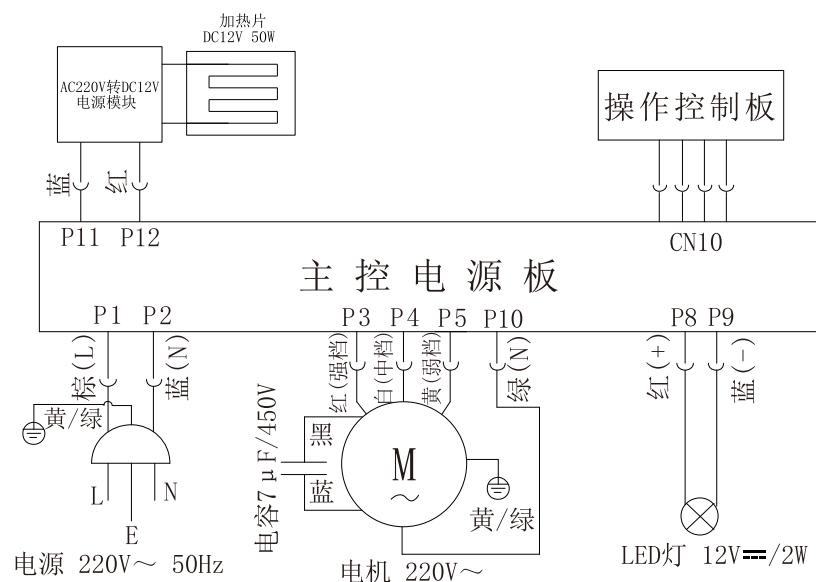 加热片
DC12V 50W
AC220V转DC12V
电源模块
操作控制板
蓝
红
P11
P12
CN10
主控电源板
P1
P2
P3
P4
P5
P10
P8
P9
棕(L)
蓝(N)
红(强档)
白(中档)
黄(弱档)
绿(N)
红(+)
蓝(-)
黄/绿
电容7μF/450V
黑
蓝
M
~
黄/绿
L
N
E
电源 220V~ 50Hz
电机 220V~
LED灯 12V⎓/2W